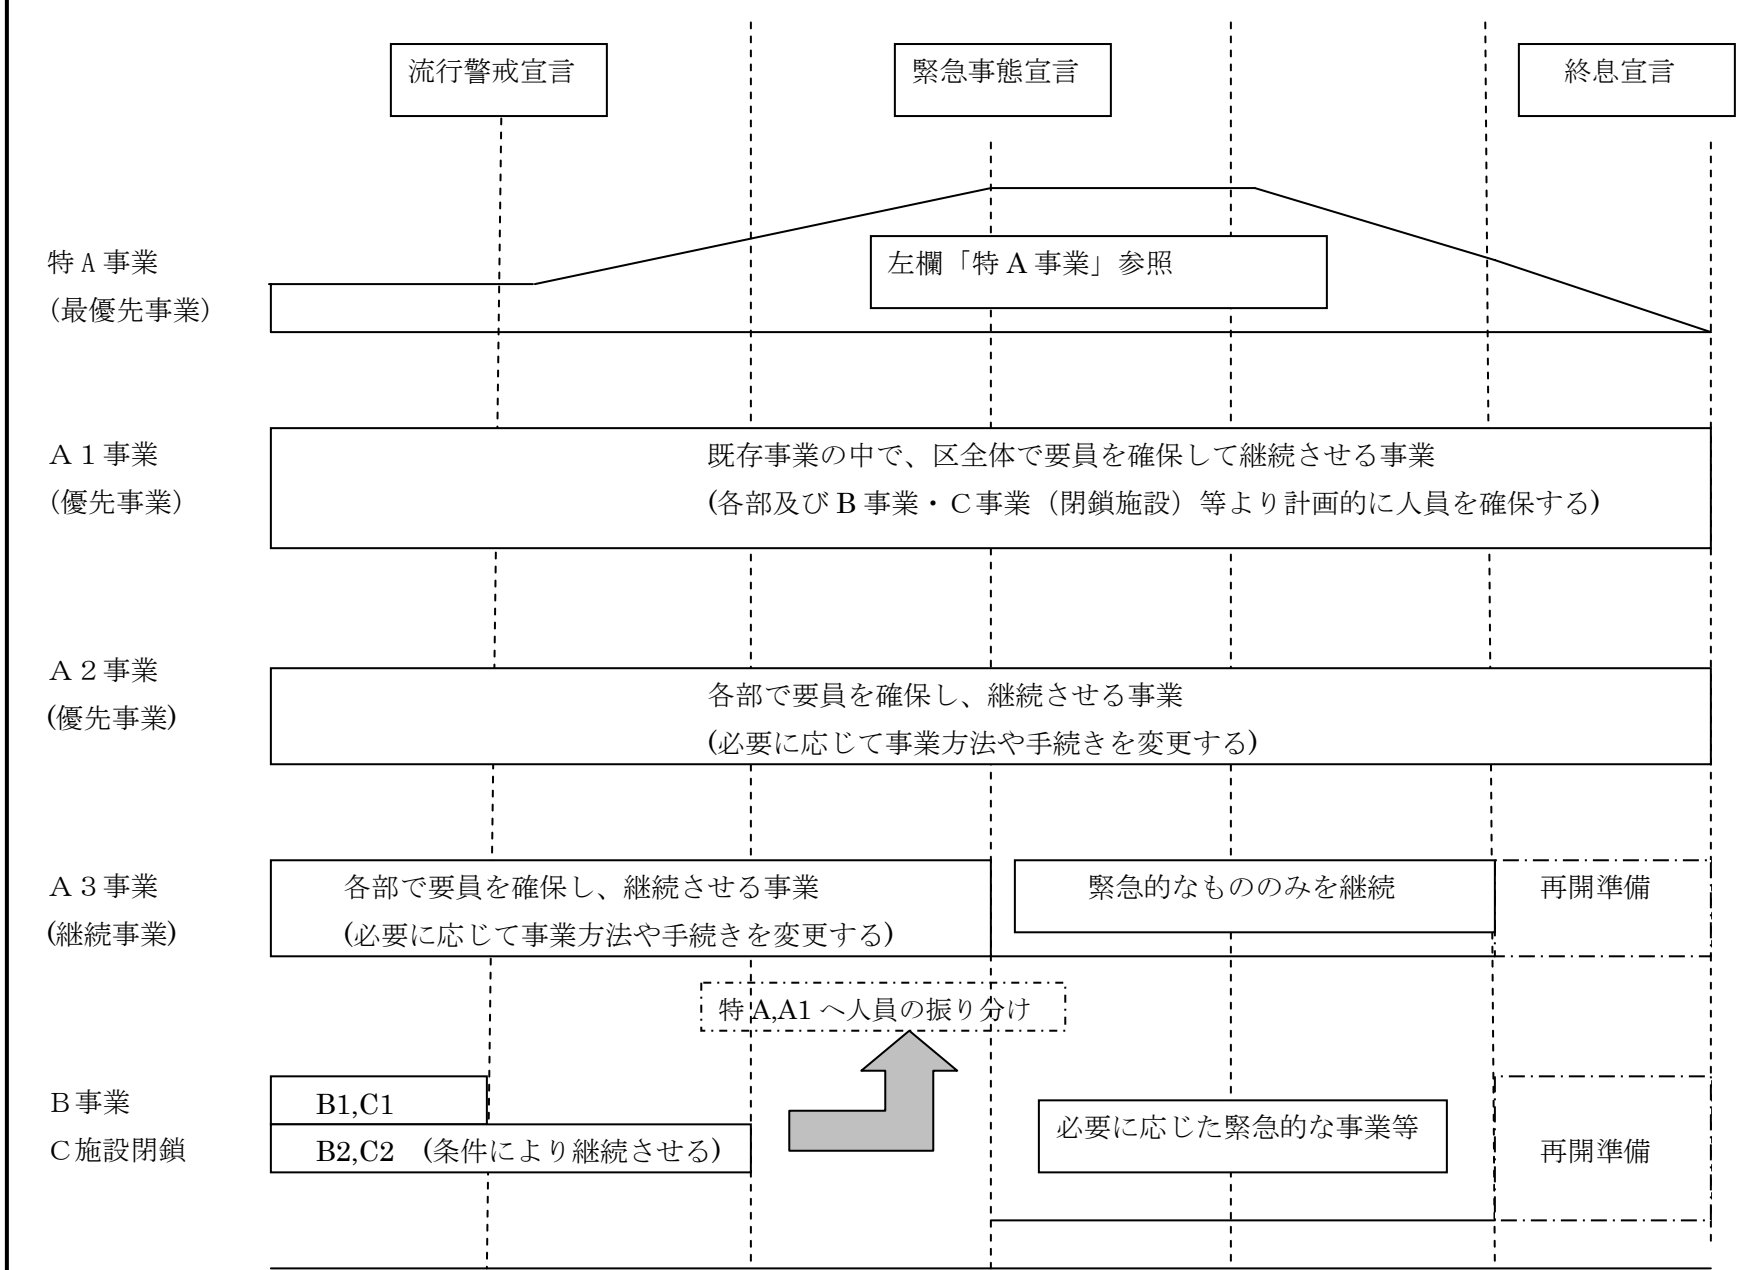 流行警戒宣言
緊急事態宣言
終息宣言
特A事業
(最優先事業)
左欄「特A事業」参照
A1事業
(優先事業)
既存事業の中で、区全体で要員を確保して継続させる事業
(各部及びB事業・C事業（閉鎖施設）等より計画的に人員を確保する)
A2事業
(優先事業)
各部で要員を確保し、継続させる事業
(必要に応じて事業方法や手続きを変更する)
A3事業
(継続事業)
各部で要員を確保し、継続させる事業
(必要に応じて事業方法や手続きを変更する)
緊急的なもののみを継続
再開準備
特A,A1へ人員の振り分け
B事業
C施設閉鎖
B1,C1
B2,C2 (条件により継続させる)
必要に応じた緊急的な事業等
再開準備